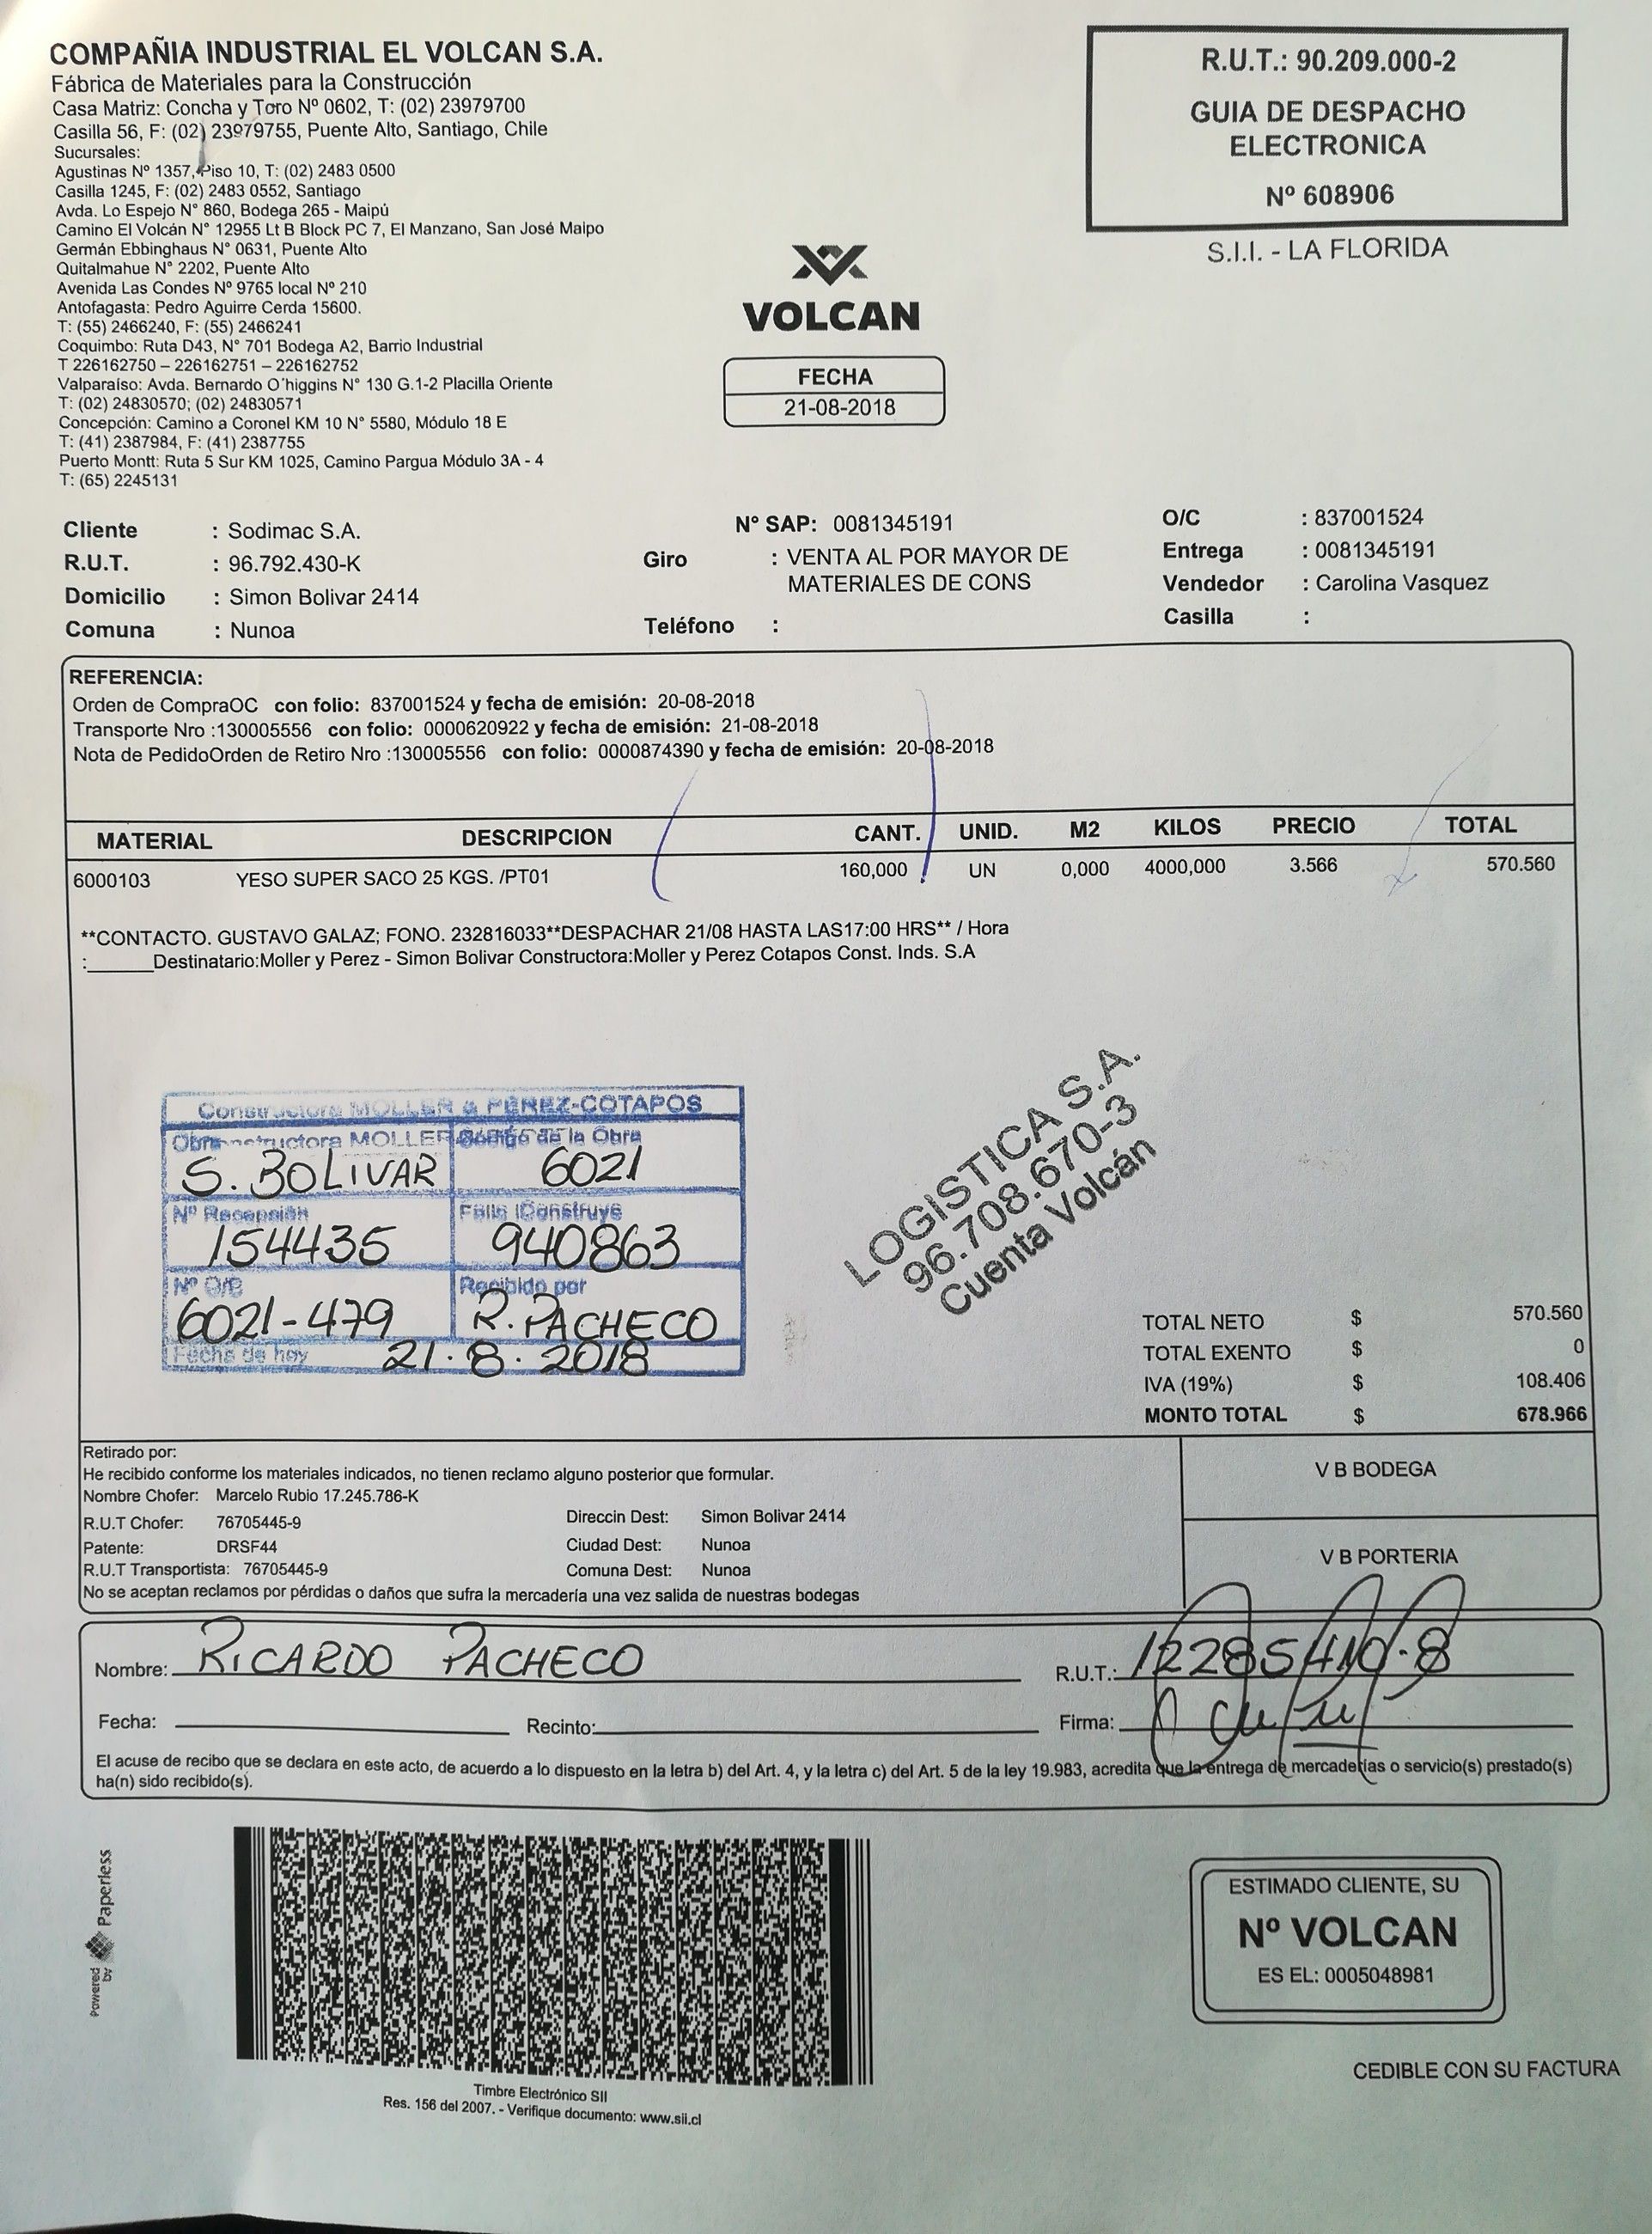 COMPAÑIA INDUSTRIAL EL VOLCAN S.A.
Fábrica de Materiales para la Construcción
Casa Matriz: Concha y Toro Nº 0602, T: (02) 23979700
Casilla 56, F: (02) 23979755, Puente Alto, Santiago, Chile
Sucursales:
Agustinas Nº 1357, Piso 10, T: (02) 2483 0500
Casilla 1245, F: (02) 2483 0552, Santiago
Avda. Lo Espejo N° 860, Bodega 265 - Maipú
Camino El Volcán N° 12955 Lt B Block PC 7, El Manzano, San José Maipo
Germán Ebbinghaus N° 0631, Puente Alto
Quitalmahue N° 2202, Puente Alto
Avenida Las Condes Nº 9765 local Nº 210
Antofagasta: Pedro Aguirre Cerda 15600.
T: (55) 2466240, F: (55) 2466241
Coquimbo: Ruta D43, N° 701 Bodega A2, Barrio Industrial
T 226162750 – 226162751 – 226162752
Valparaíso: Avda. Bernardo O´higgins N° 130 G.1-2 Placilla Oriente
T: (02) 24830570; (02) 24830571
Concepción: Camino a Coronel KM 10 N° 5580, Módulo 18 E
T: (41) 2387984, F: (41) 2387755
Puerto Montt: Ruta 5 Sur KM 1025, Camino Pargua Módulo 3A - 4
T: (65) 2245131
R.U.T.: 90.209.000-2
GUIA DE DESPACHO
ELECTRONICA
Nº 608906
S.I.I. - LA FLORIDA
VOLCAN
FECHA
21-08-2018
Cliente : Sodimac S.A.
R.U.T. : 96.792.430-K
Domicilio : Simon Bolivar 2414
Comuna : Nunoa
N° SAP: 0081345191
Giro : VENTA AL POR MAYOR DE
MATERIALES DE CONS
Teléfono :
O/C : 837001524
Entrega : 0081345191
Vendedor : Carolina Vasquez
Casilla :
REFERENCIA:
Orden de CompraOC con folio: 837001524 y fecha de emisión: 20-08-2018
Transporte Nro :130005556 con folio: 0000620922 y fecha de emisión: 21-08-2018
Nota de PedidoOrden de Retiro Nro :130005556 con folio: 0000874390 y fecha de emisión: 20-08-2018
MATERIAL DESCRIPCION CANT. UNID. M2 KILOS PRECIO TOTAL
6000103 YESO SUPER SACO 25 KGS. /PT01 160,000 UN 0,000 4000,000 3.566 570.560
**CONTACTO. GUSTAVO GALAZ; FONO. 232816033**DESPACHAR 21/08 HASTA LAS17:00 HRS** / Hora
:______Destinatario:Moller y Perez - Simon Bolivar Constructora:Moller y Perez Cotapos Const. Inds. S.A
Constructora MOLLER & PEREZ-COTAPOS
Obra Constructora MOLLER Código de la Obra
S. BOLIVAR 6021
Nº Recepsión Folio IConstruye
154435 940863
Nº O/C Recibido por
6021-479 R. PACHECO
Fecha de hoy 21.8.2018
LOGISTICA S.A.
96.708.670-3
Cuenta Volcán
TOTAL NETO $ 570.560
TOTAL EXENTO $ 0
IVA (19%) $ 108.406
MONTO TOTAL $ 678.966
Retirado por:
He recibido conforme los materiales indicados, no tienen reclamo alguno posterior que formular.
Nombre Chofer: Marcelo Rubio 17.245.786-K
R.U.T Chofer: 76705445-9 Direccin Dest: Simon Bolivar 2414
Patente: DRSF44 Ciudad Dest: Nunoa
R.U.T Transportista: 76705445-9 Comuna Dest: Nunoa
No se aceptan reclamos por pérdidas o daños que sufra la mercadería una vez salida de nuestras bodegas
V B BODEGA
V B PORTERIA
Nombre: RICARDO PACHECO R.U.T.: 12285410-8
Fecha: Recinto: Firma:
El acuse de recibo que se declara en este acto, de acuerdo a lo dispuesto en la letra b) del Art. 4, y la letra c) del Art. 5 de la ley 19.983, acredita que la entrega de mercaderías o servicio(s) prestado(s)
ha(n) sido recibido(s).
Powered by Paperless
Timbre Electrónico SII
Res. 156 del 2007. - Verifique documento: www.sii.cl
ESTIMADO CLIENTE, SU
Nº VOLCAN
ES EL: 0005048981
CEDIBLE CON SU FACTURA